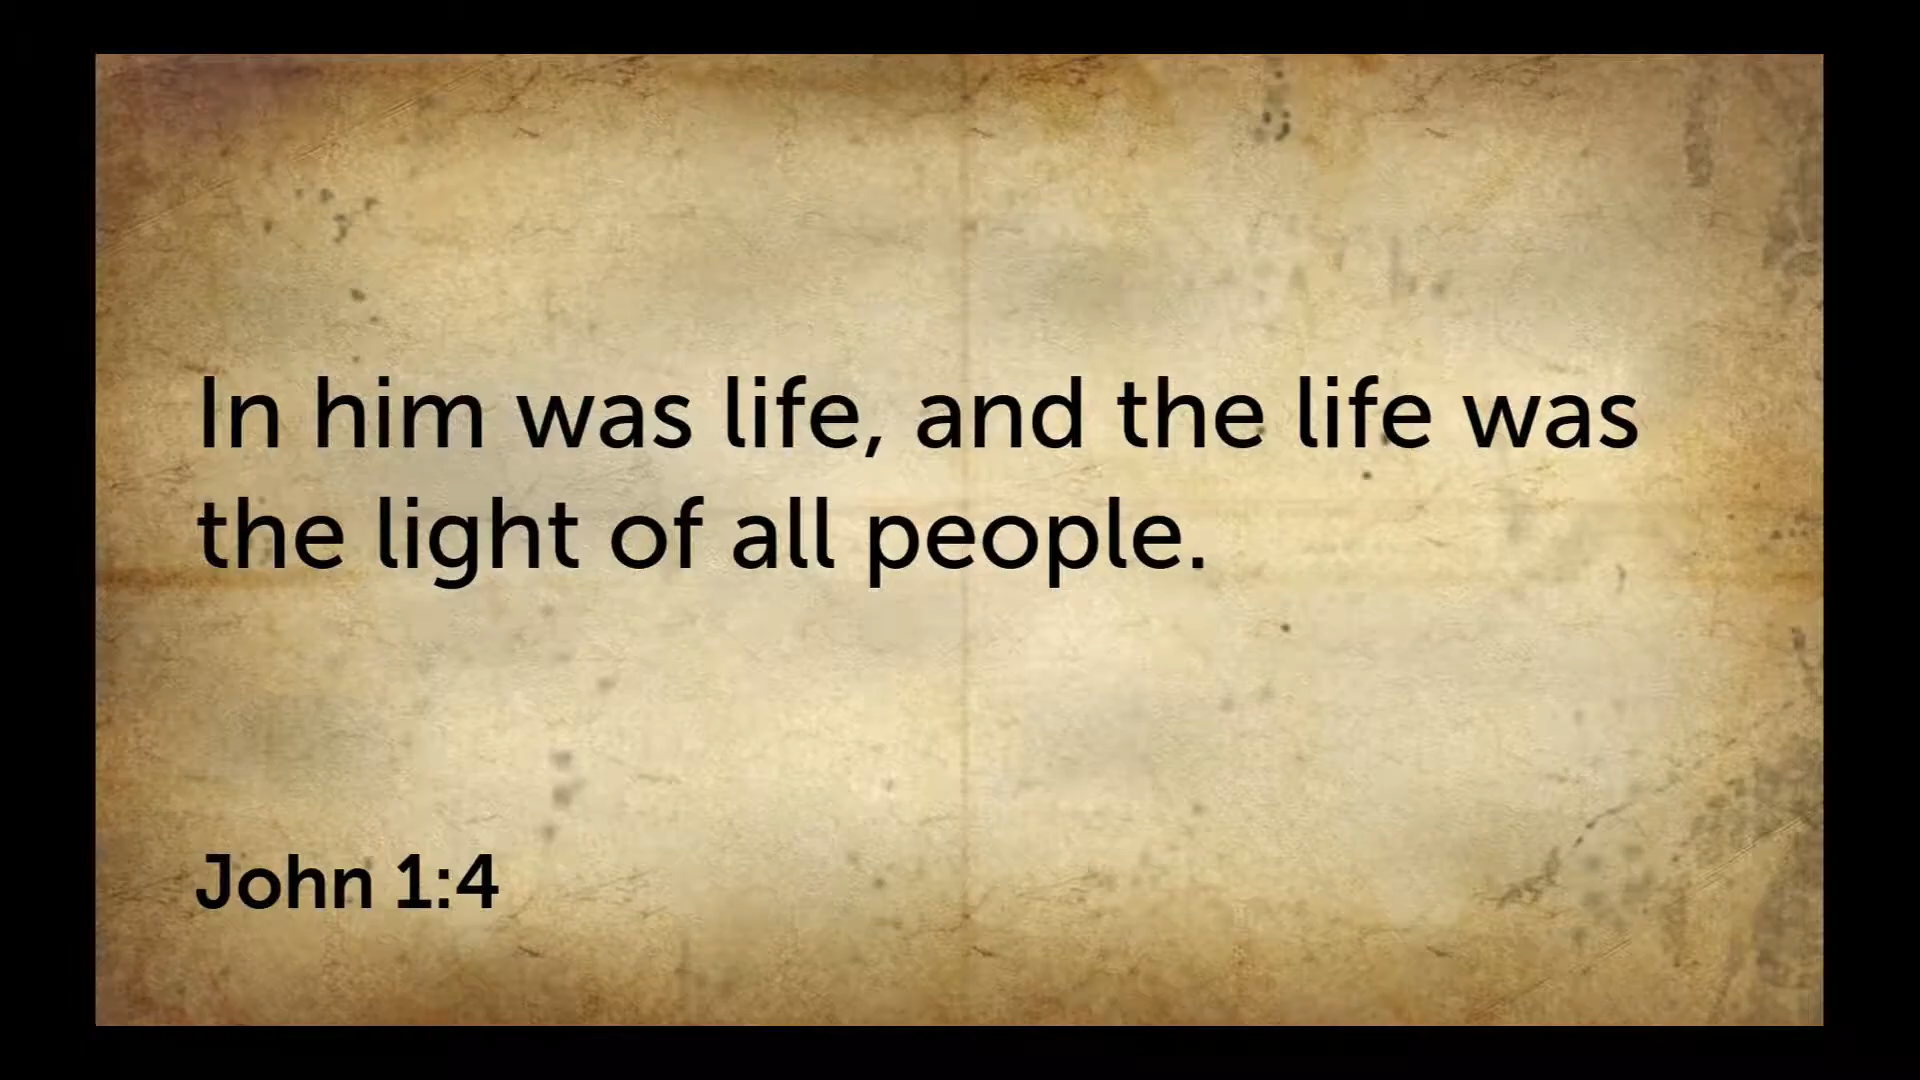 In him was life, and the life was
the light of all people.
John 1:4